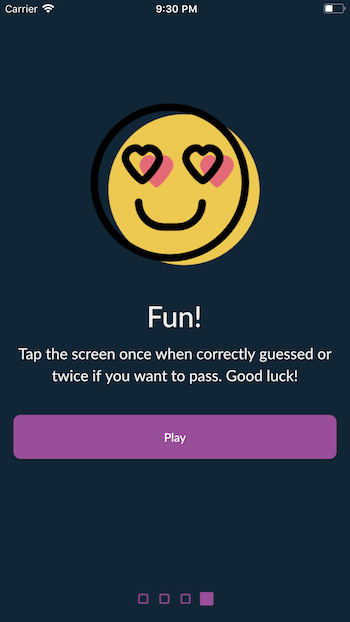 Carrier 9:30 PM
Fun!
Tap the screen once when correctly guessed or
twice if you want to pass. Good luck!
Play